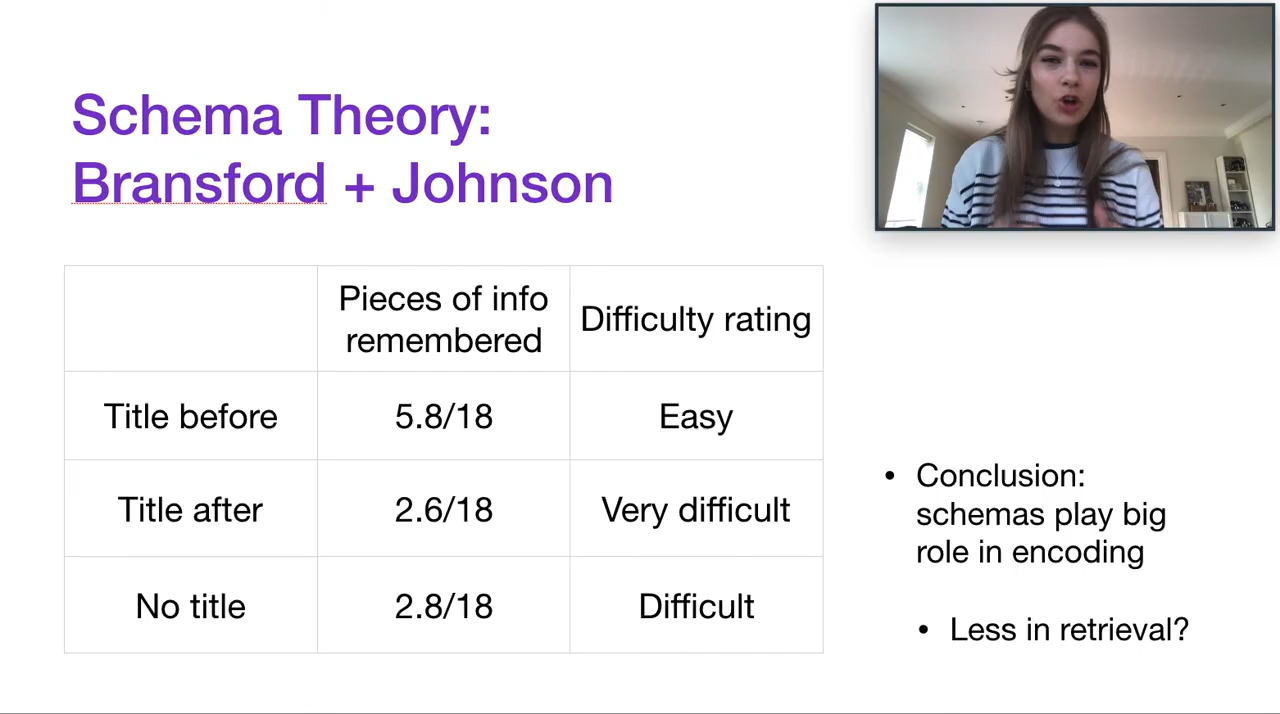 Schema Theory:
Bransford + Johnson
Pieces of info
remembered
Difficulty rating
Title before
5.8/18
Easy
Title after
2.6/18
Very difficult
No title
2.8/18
Difficult
• Conclusion:
schemas play big
role in encoding
• Less in retrieval?